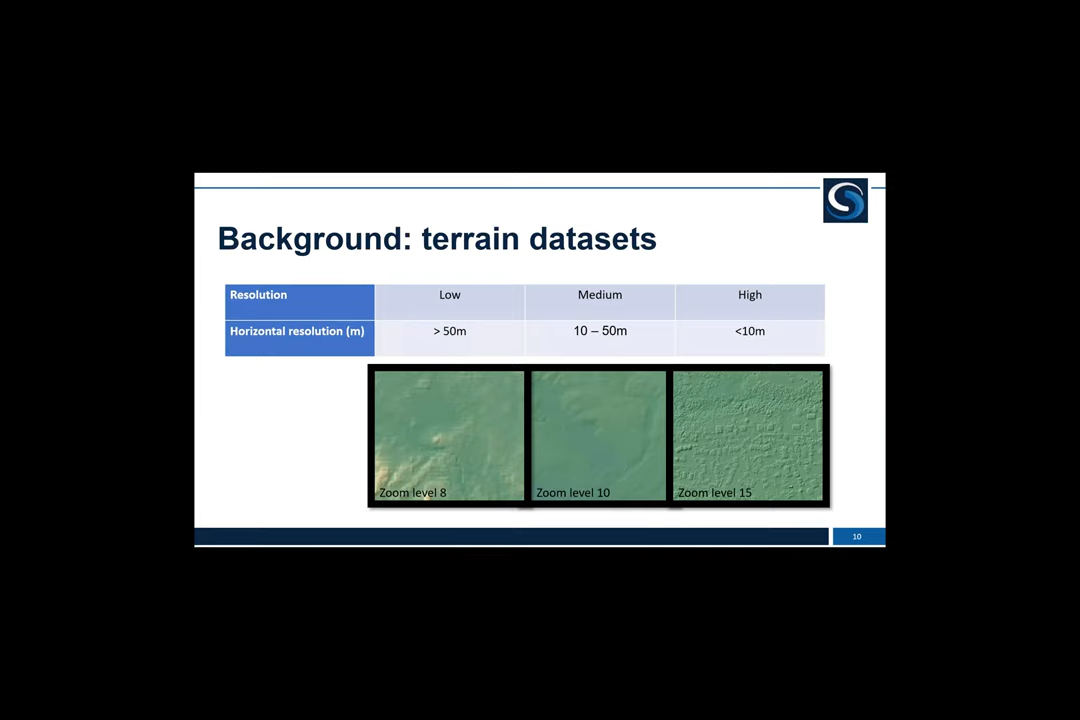 Background: terrain datasets
Resolution Low Medium High
Horizontal resolution (m) > 50m 10 – 50m <10m
Zoom level 8 Zoom level 10 Zoom level 15
10